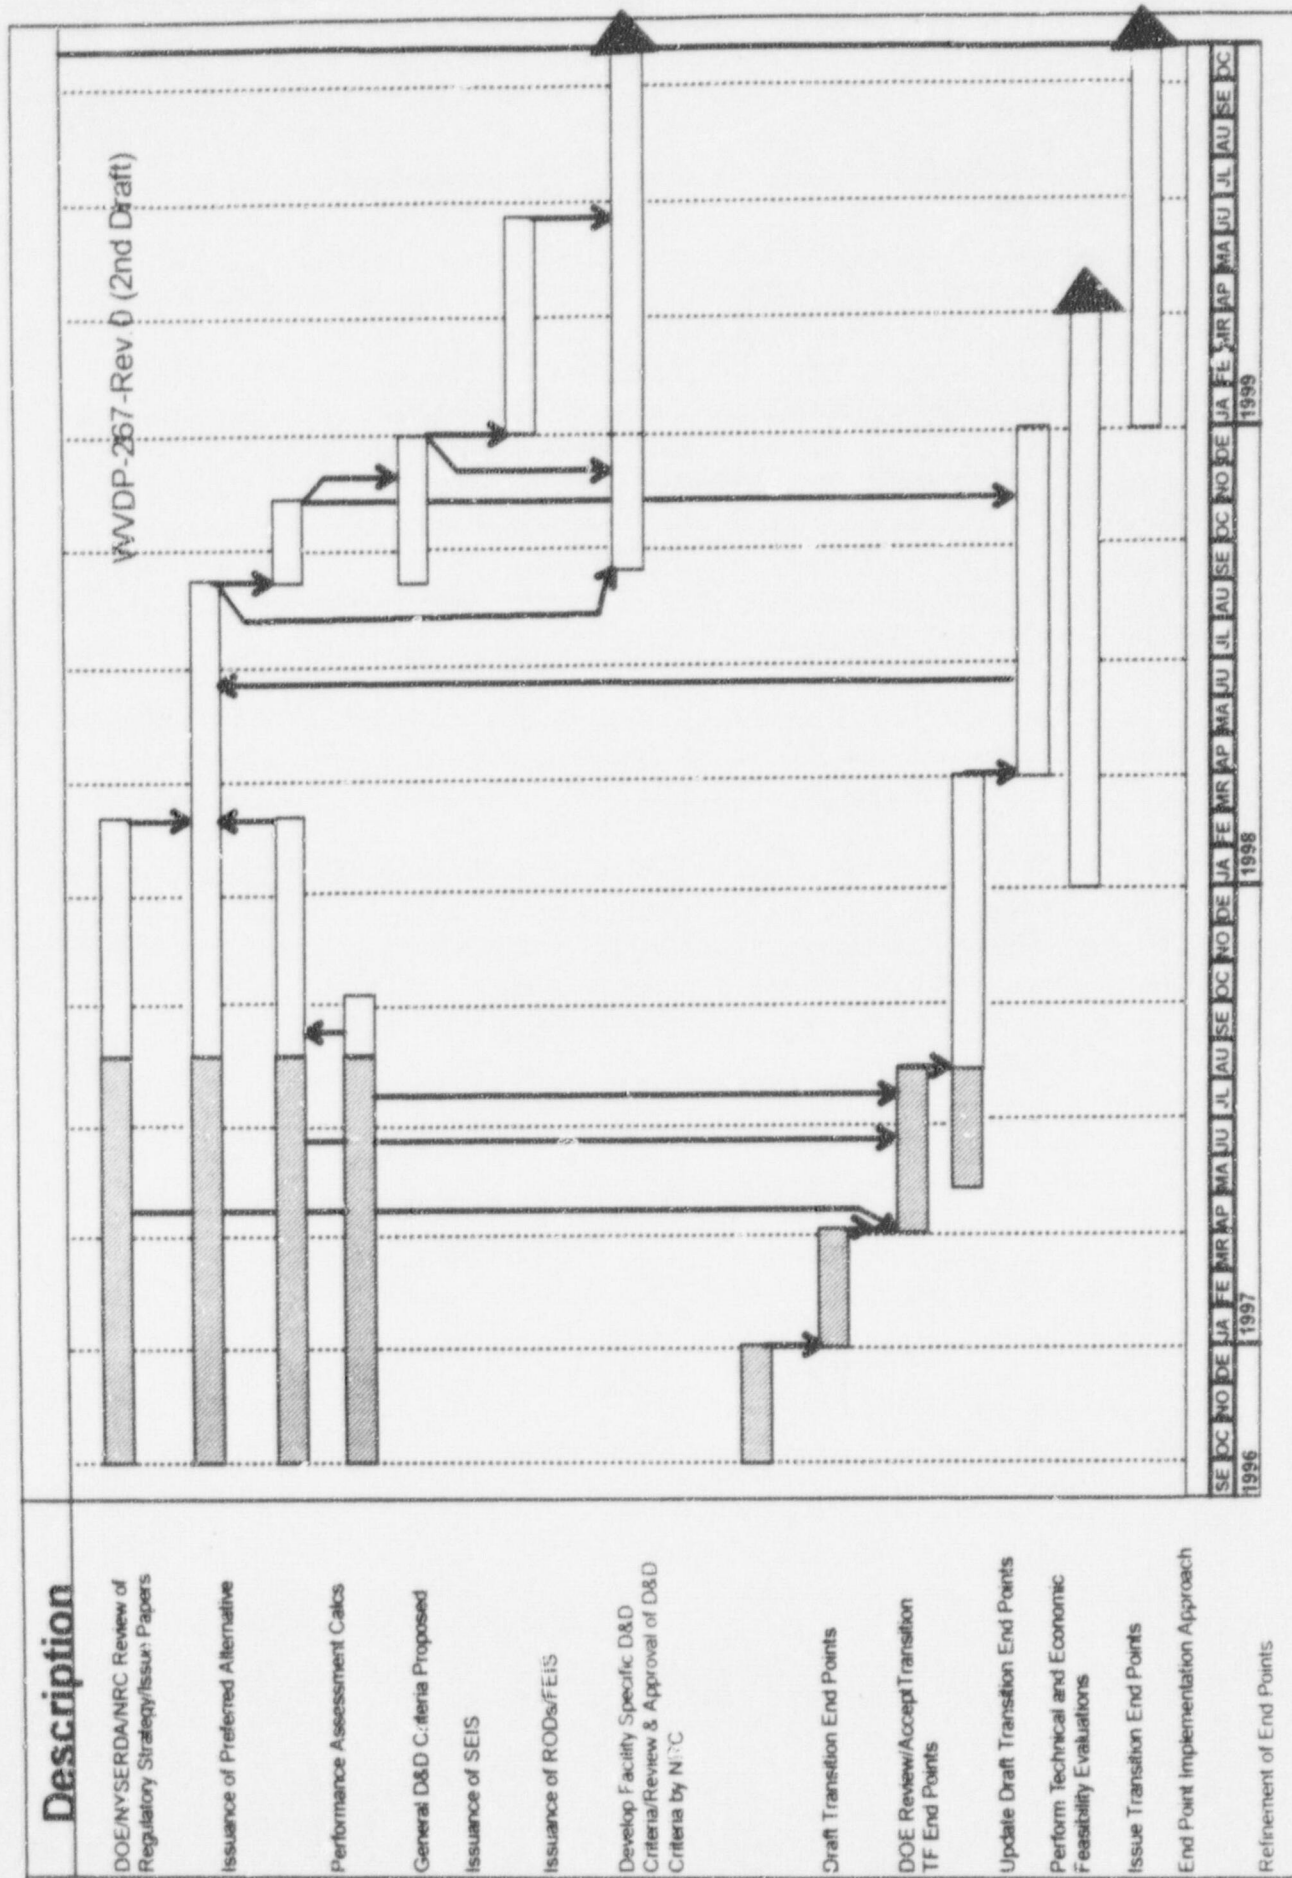 Description
WVDP-267-Rev. 0 (2nd Draft)
DOE/NYSERDA/NRC Review of
Regulatory Strategy/Issue Papers
Issuance of Preferred Alternative
Performance Assessment Calcs
General D&D Criteria Proposed
Issuance of SEIS
Issuance of RODs/FEIS
Develop Facility Specific D&D
Criteria/Review & Approval of D&D
Criteria by NRC
Draft Transition End Points
DOE Review/Accept Transition
TF End Points
Update Draft Transition End Points
Perform Technical and Economic
Feasibility Evaluations
Issue Transition End Points
End Point Implementation Approach
Refinement of End Points
SE OC NO DE JA FE MR AP MA JU JL AU SE OC NO DE JA FE MR AP MA JU JL AU SE OC NO DE JA FE MR AP MA JU JL AU SE OC
1996 1997 1998 1999